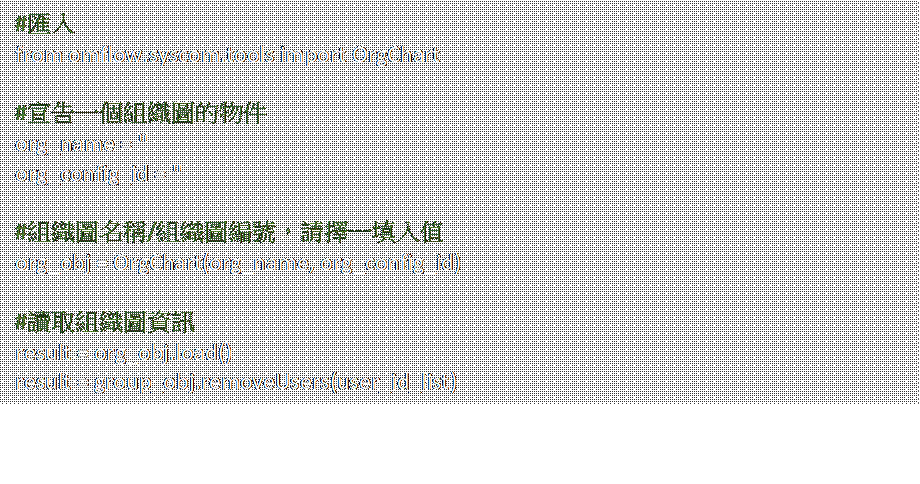 #匯入
from omflow.syscom.tools import OrgChart
#宣告一個組織圖的物件
org_name = ''
org_config_id = ''
#組織圖名稱/組織圖編號，請擇一填入值
org_obj = OrgChart(org_name, org_config_id)
#讀取組織圖資訊
result = org_obj.load()
result = group_obj.removeUsers(user_id_list)